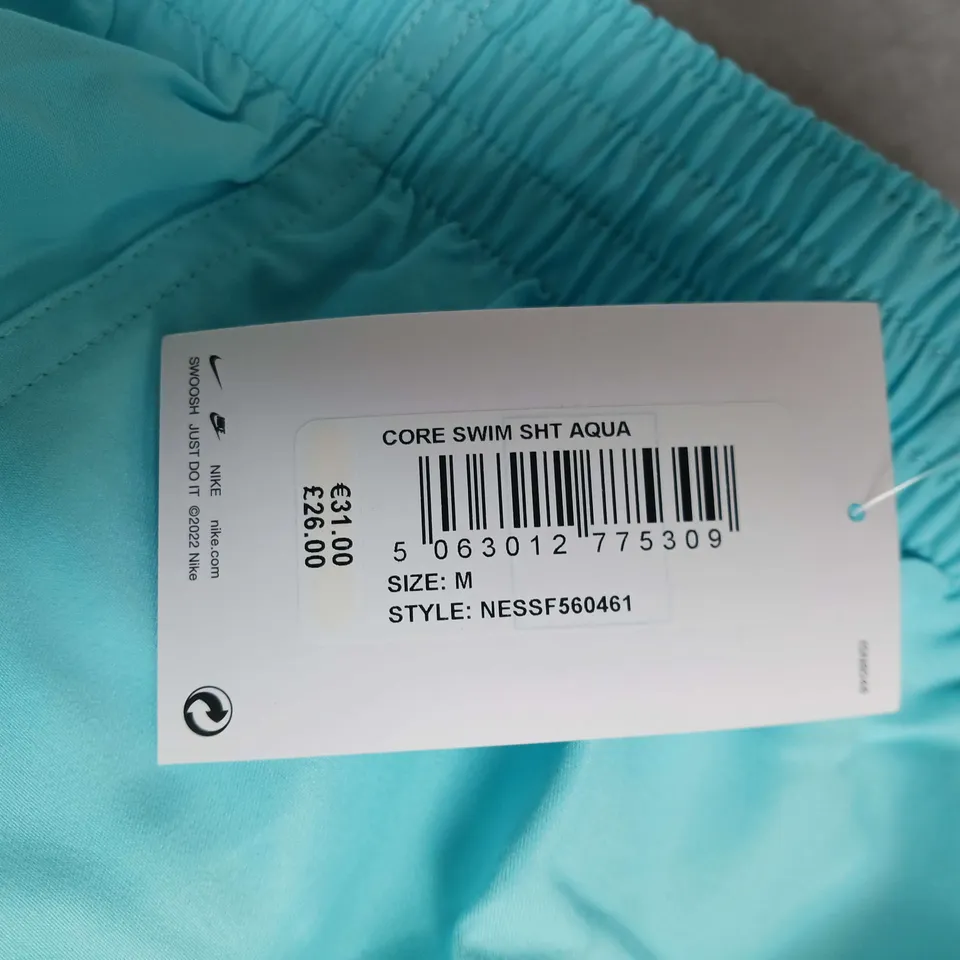 CORE SWIM SHT AQUA
5 063012 775309
SIZE: M
STYLE: NESSF560461
€31.00
£26.00
NIKE nike.com
SWOOSH JUST DO IT ©2022 Nike